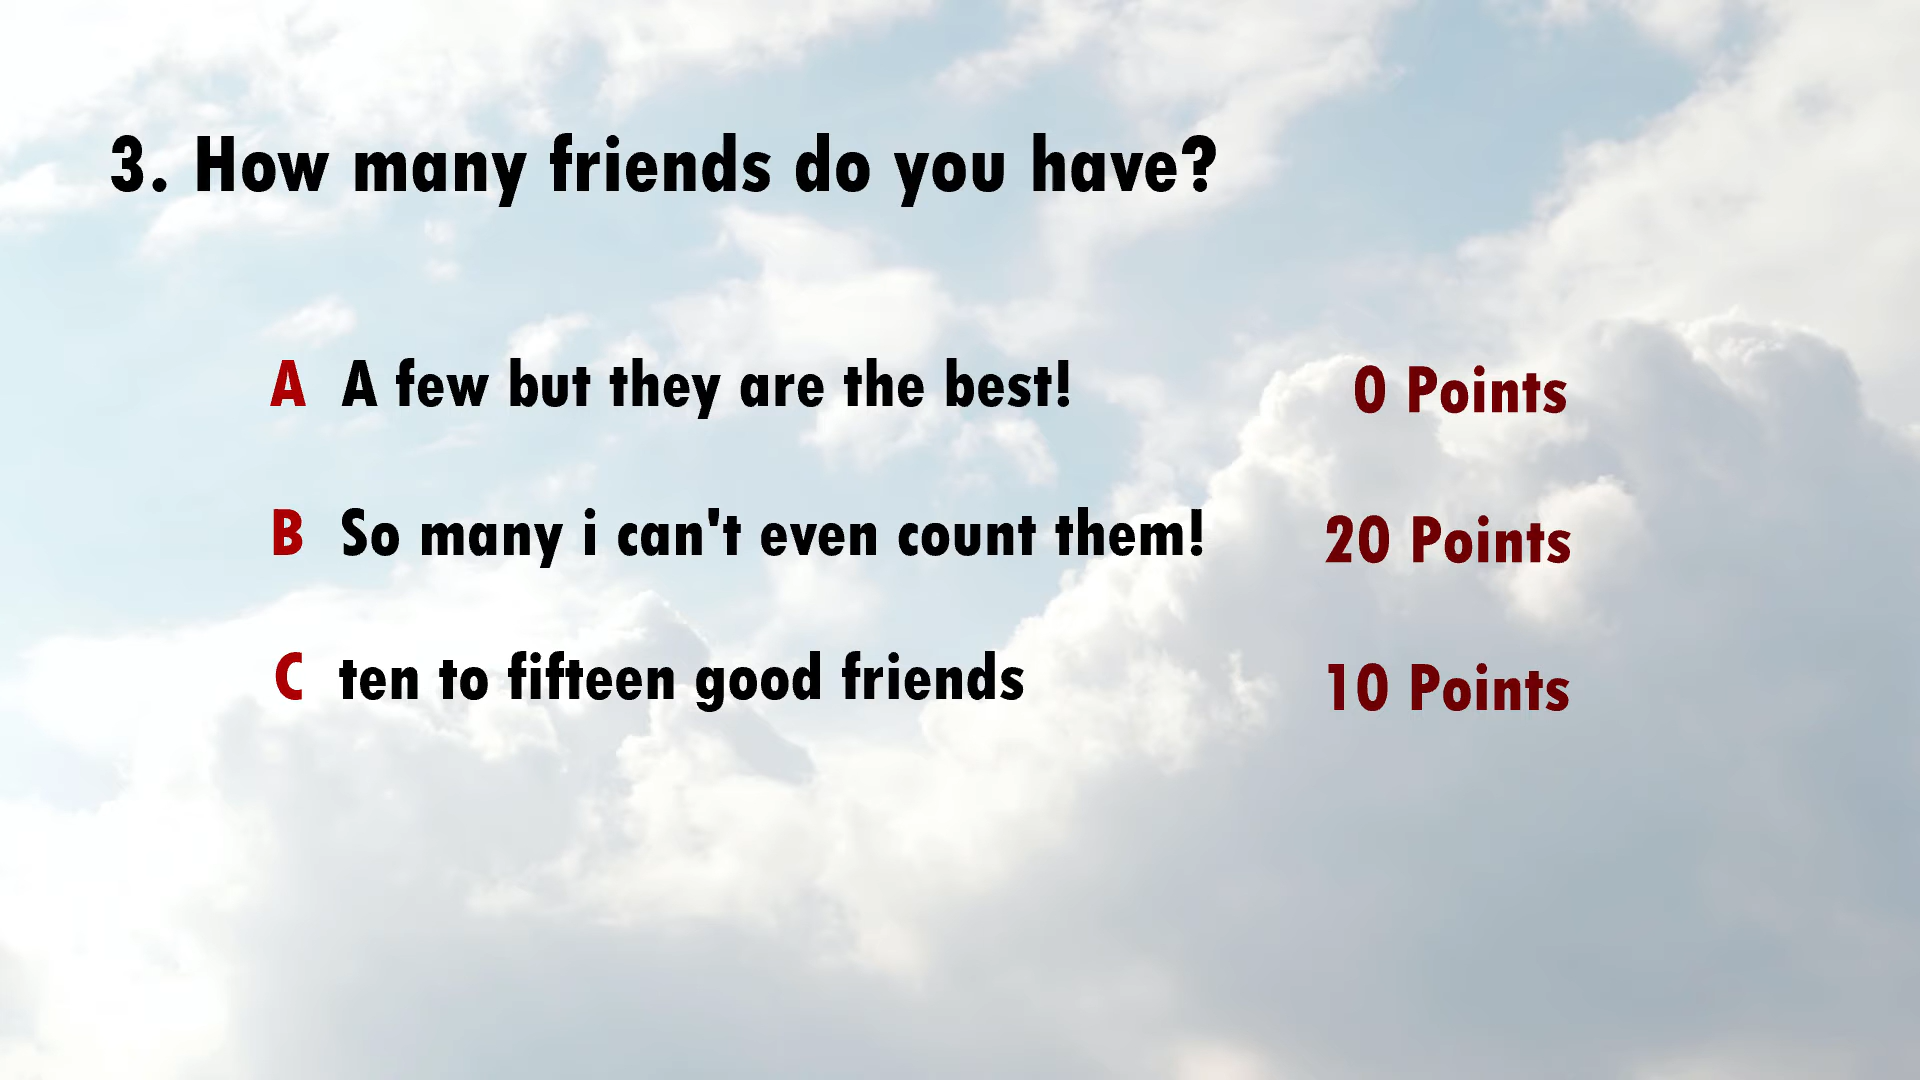 3. How many friends do you have?
A A few but they are the best! 0 Points
B So many i can't even count them! 20 Points
C ten to fifteen good friends 10 Points